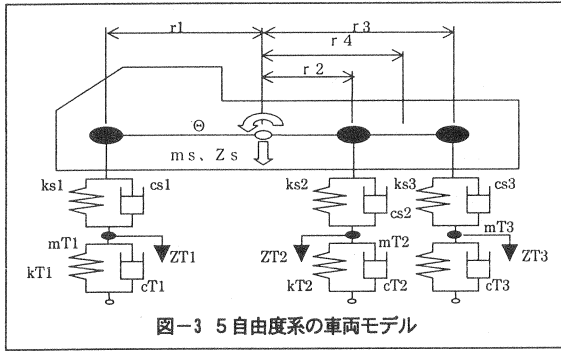 r1
r3
r4
r2
Θ
ms、Zs
ks1
cs1
ks2
cs2
ks3
cs3
mT1
ZT1
kT1
cT1
mT2
ZT2
kT2
cT2
mT3
ZT3
kT3
cT3
図－3 5自由度系の車両モデル